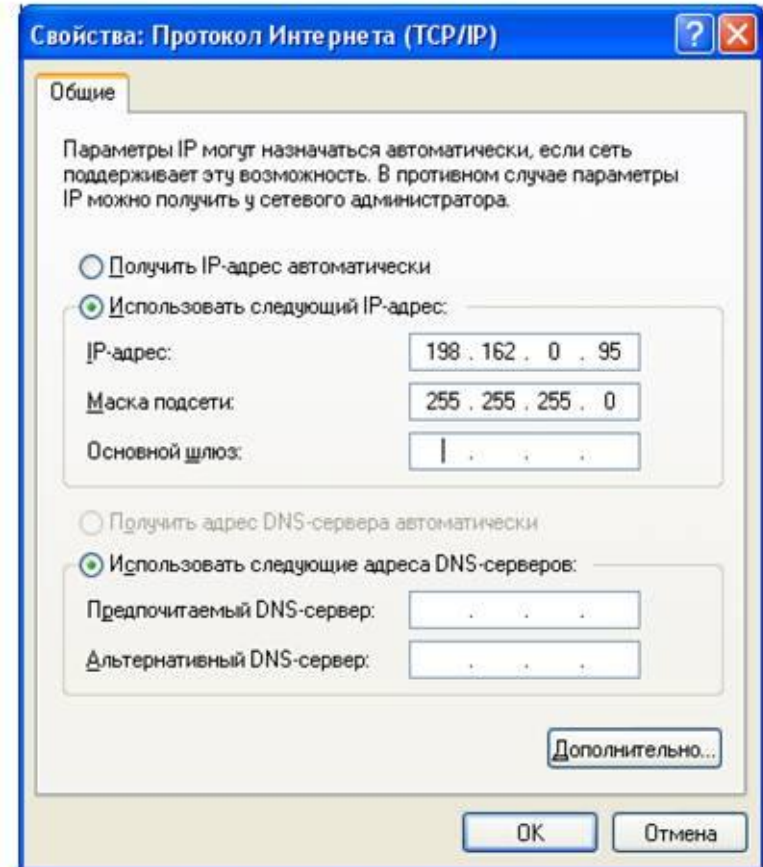 Свойства: Протокол Интернета (TCP/IP)
Общие
Параметры IP могут назначаться автоматически, если сеть
поддерживает эту возможность. В противном случае параметры
IP можно получить у сетевого администратора.
Получить IP-адрес автоматически
Использовать следующий IP-адрес:
IP-адрес: 198 . 162 . 0 . 95
Маска подсети: 255 . 255 . 255 . 0
Основной шлюз: . . .
Получить адрес DNS-сервера автоматически
Использовать следующие адреса DNS-серверов:
Предпочитаемый DNS-сервер: . . .
Альтернативный DNS-сервер: . . .
Дополнительно...
OK Отмена